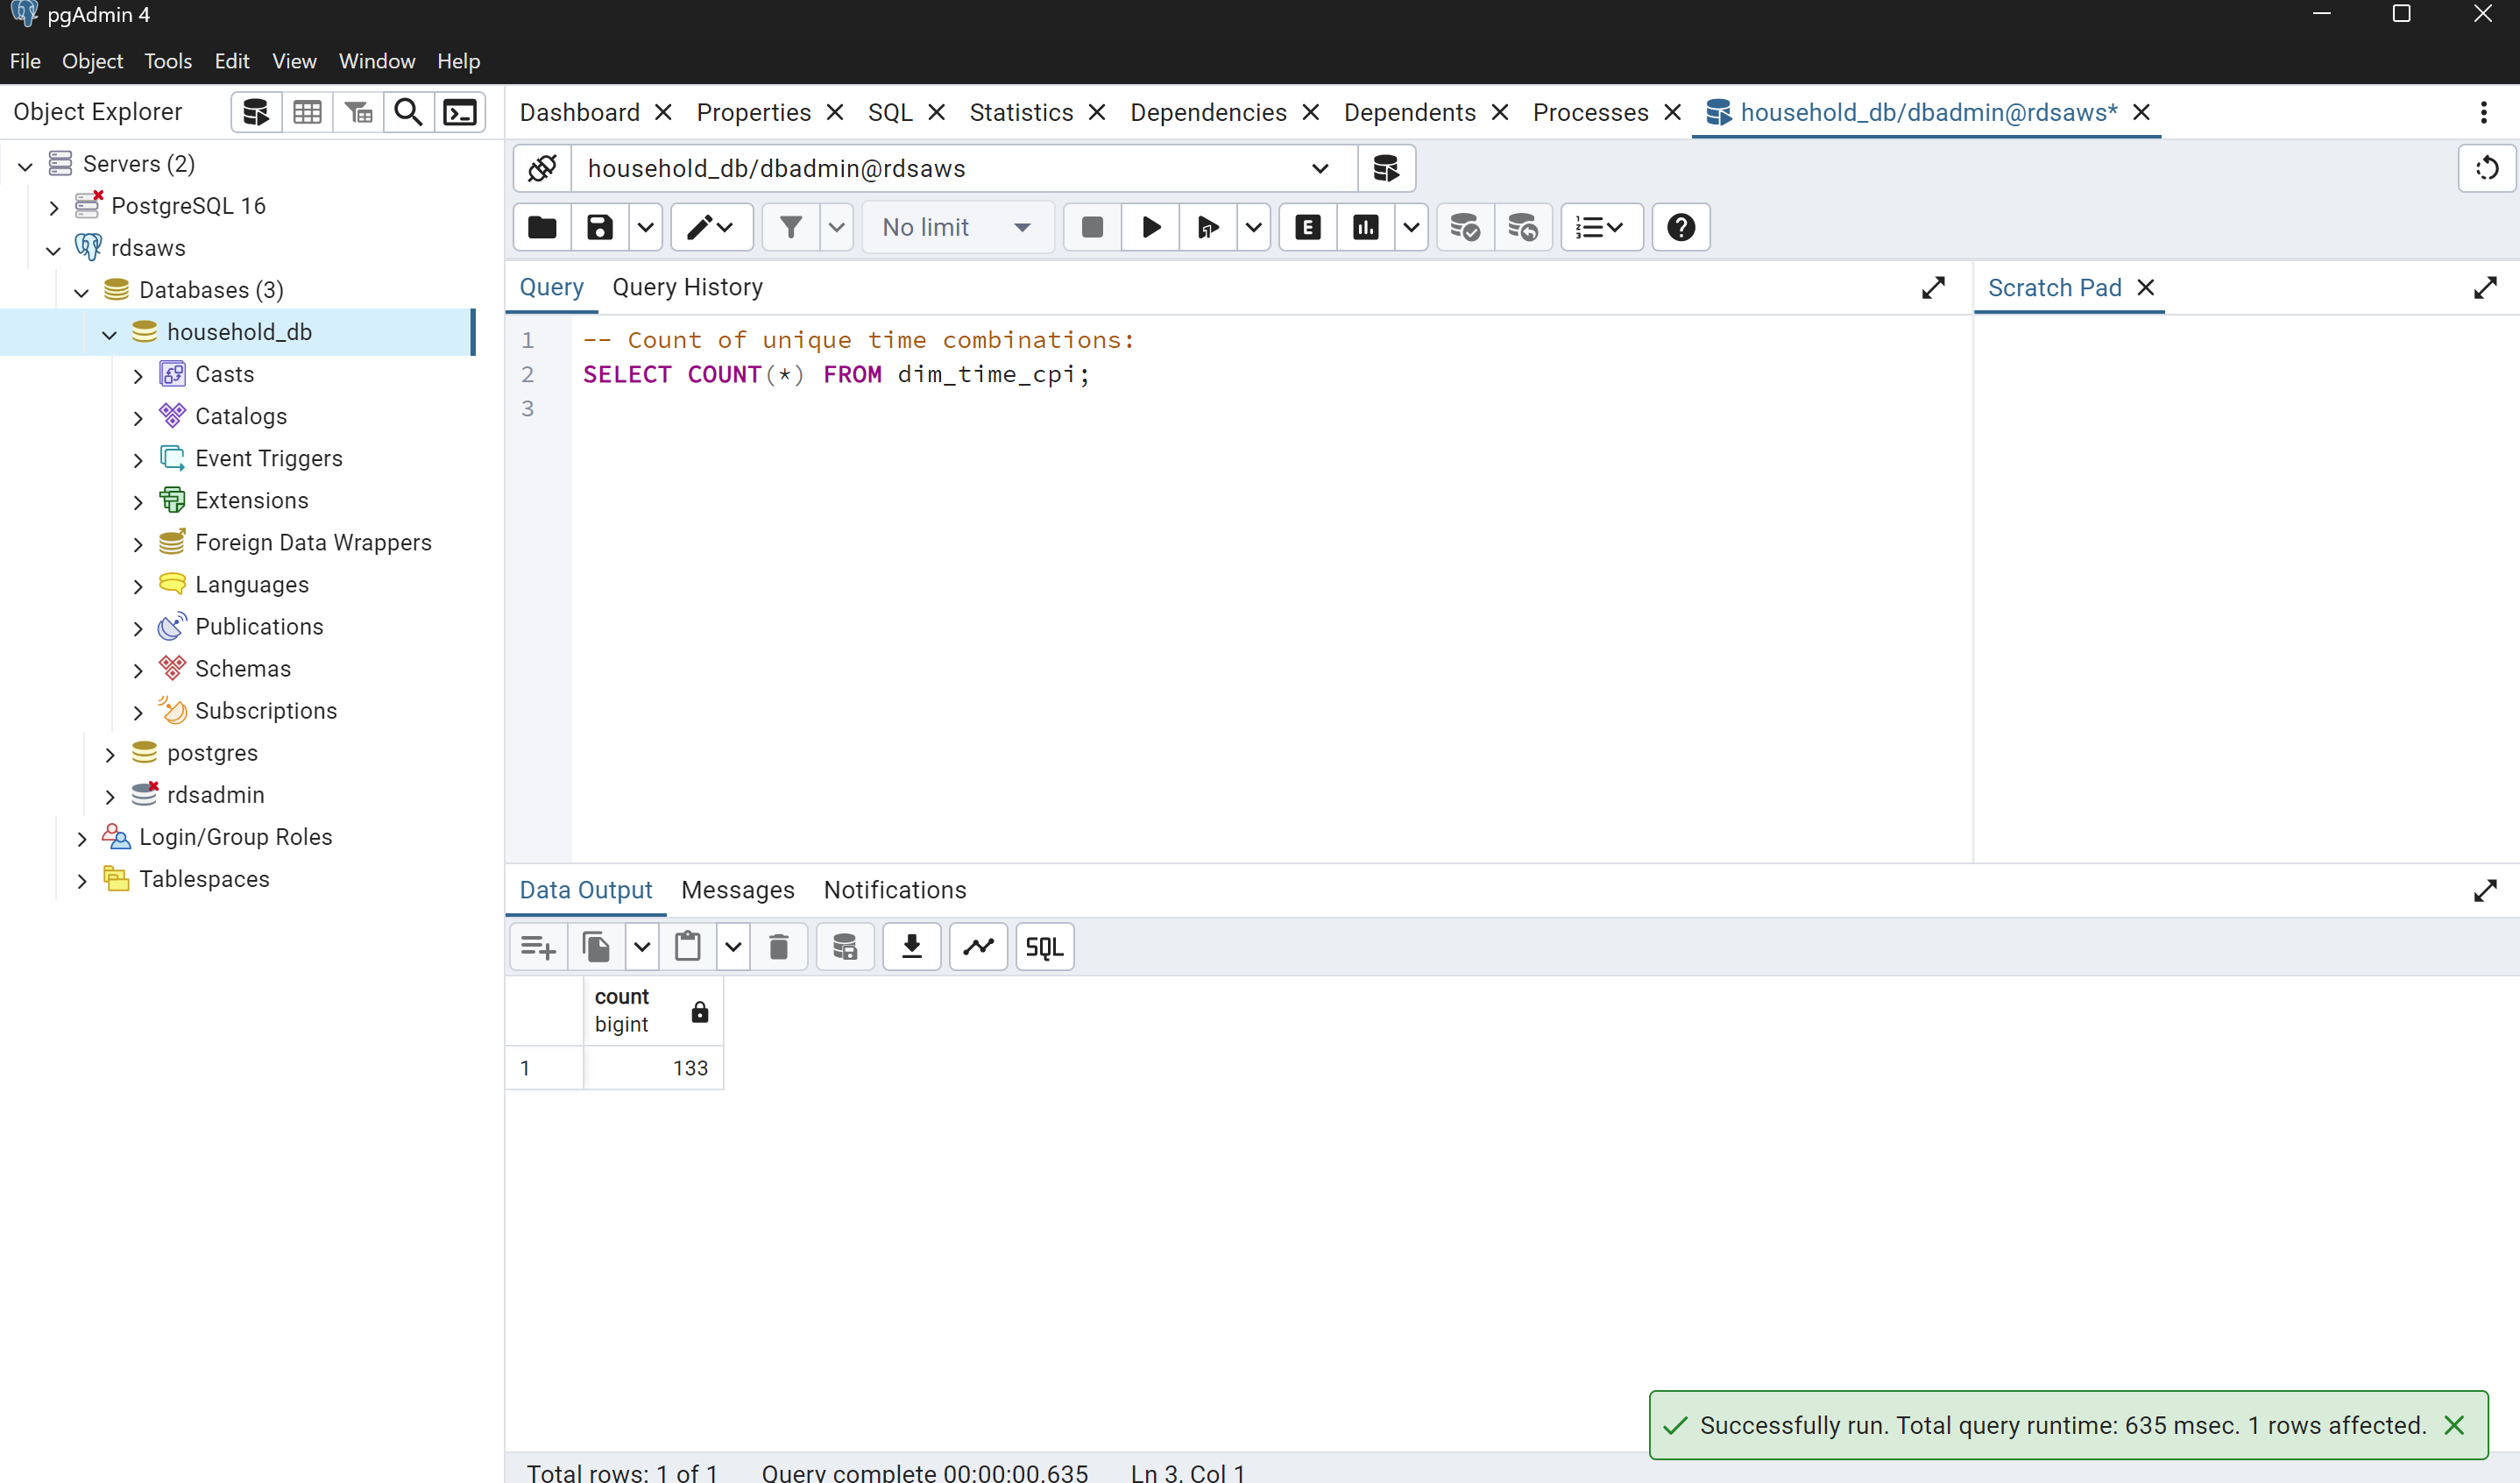 pgAdmin 4
File Object Tools Edit View Window Help
Object Explorer
Dashboard Properties SQL Statistics Dependencies Dependents Processes household_db/dbadmin@rdsaws*
Servers (2)
PostgreSQL 16
rdsaws
Databases (3)
household_db
Casts
Catalogs
Event Triggers
Extensions
Foreign Data Wrappers
Languages
Publications
Schemas
Subscriptions
postgres
rdsadmin
Login/Group Roles
Tablespaces
household_db/dbadmin@rdsaws
No limit
E
Query Query History
Scratch Pad
1 -- Count of unique time combinations:
2 SELECT COUNT(*) FROM dim_time_cpi;
3
Data Output Messages Notifications
SQL
count
bigint
1 133
Successfully run. Total query runtime: 635 msec. 1 rows affected.
Total rows: 1 of 1 Query complete 00:00:00.635 Ln 3, Col 1